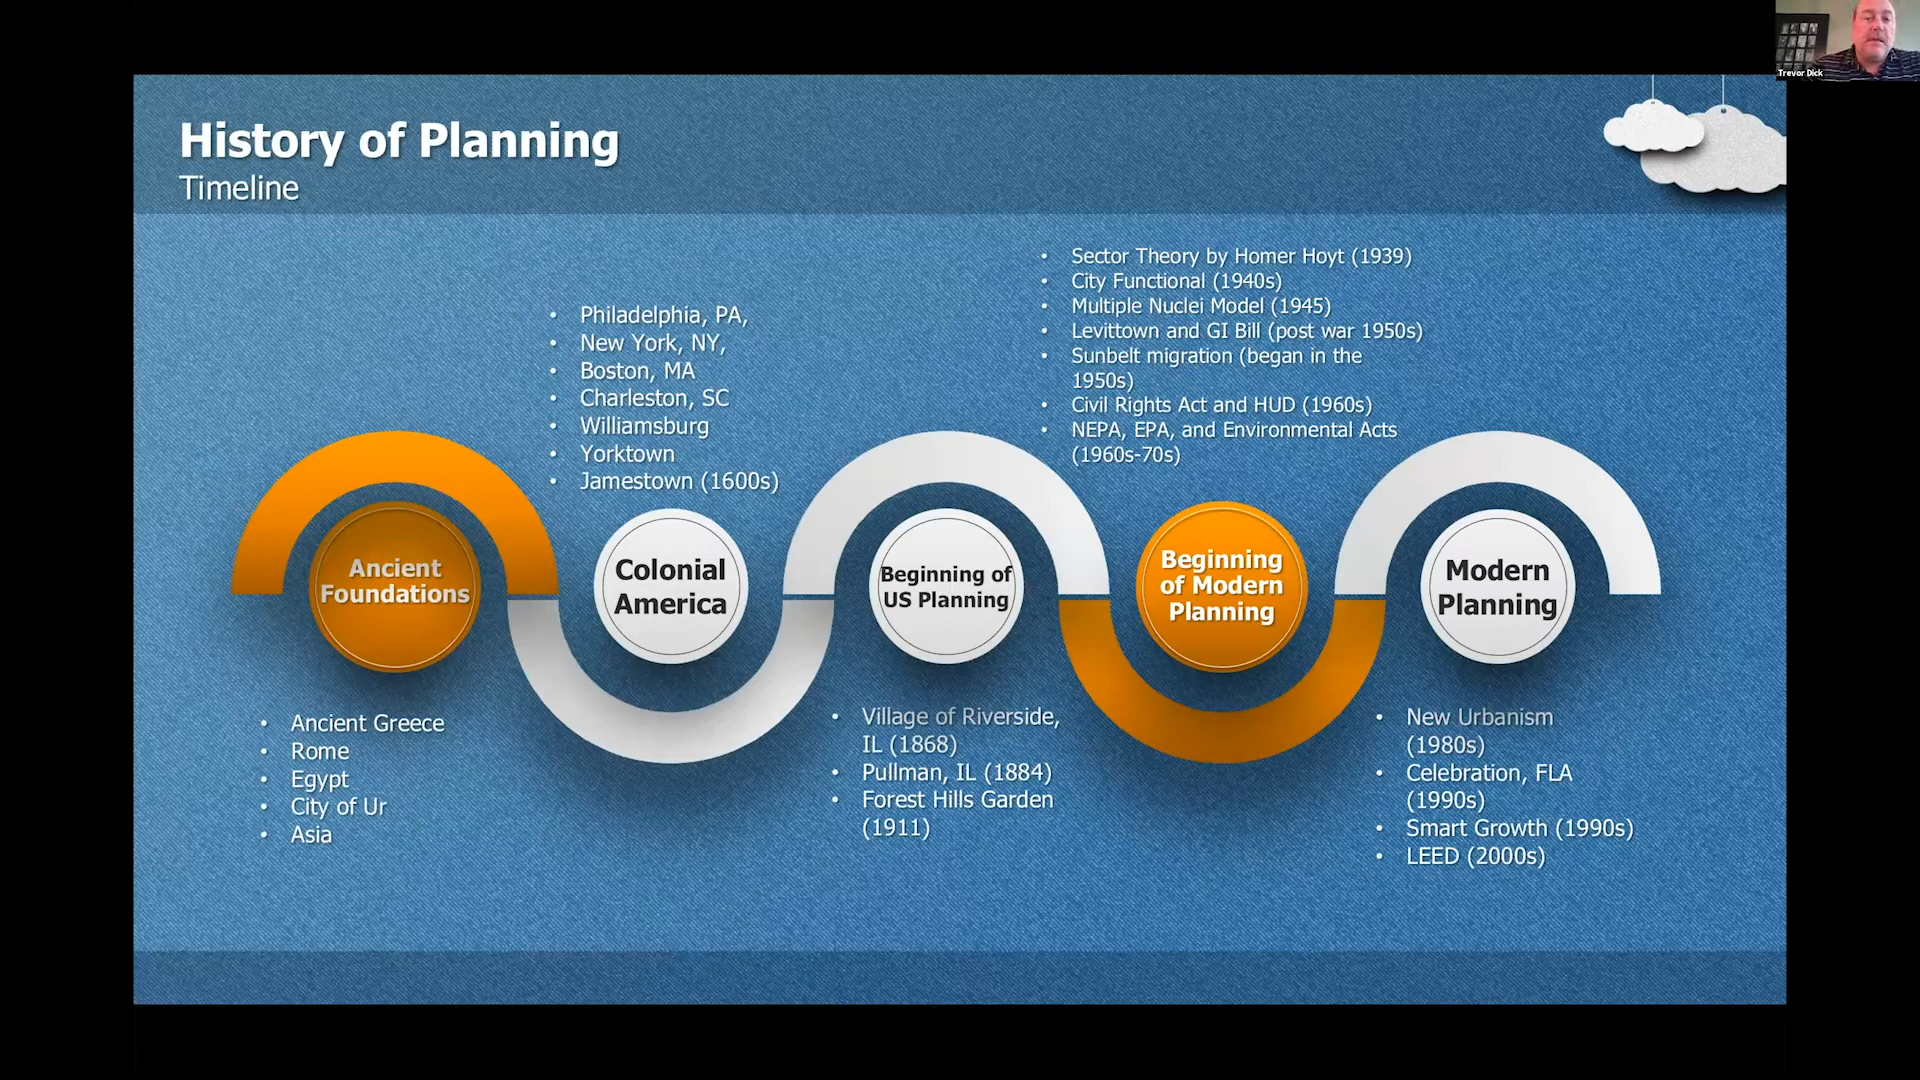 Trevor Dick
History of Planning
Timeline
Ancient
Foundations
• Ancient Greece
• Rome
• Egypt
• City of Ur
• Asia
• Philadelphia, PA,
• New York, NY,
• Boston, MA
• Charleston, SC
• Williamsburg
• Yorktown
• Jamestown (1600s)
Colonial
America
Beginning of
US Planning
• Village of Riverside,
IL (1868)
• Pullman, IL (1884)
• Forest Hills Garden
(1911)
• Sector Theory by Homer Hoyt (1939)
• City Functional (1940s)
• Multiple Nuclei Model (1945)
• Levittown and GI Bill (post war 1950s)
• Sunbelt migration (began in the
1950s)
• Civil Rights Act and HUD (1960s)
• NEPA, EPA, and Environmental Acts
(1960s-70s)
Beginning
of Modern
Planning
Modern
Planning
• New Urbanism
(1980s)
• Celebration, FLA
(1990s)
• Smart Growth (1990s)
• LEED (2000s)